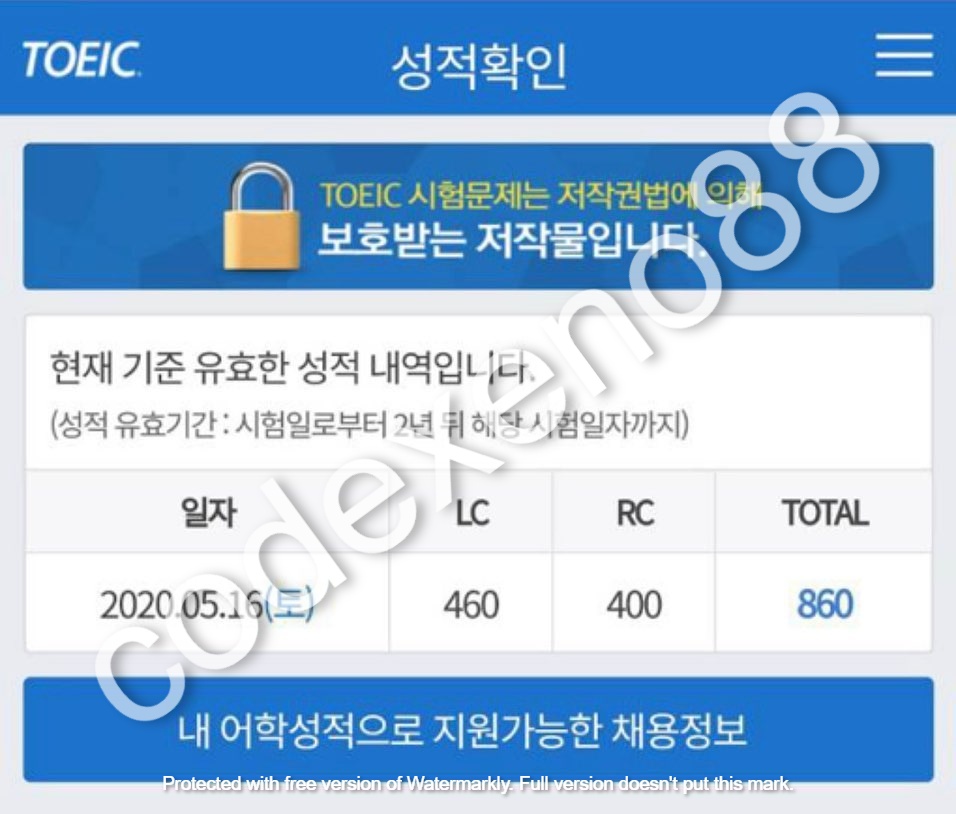 TOEIC
성적확인
TOEIC 시험문제는 저작권법에 의해
보호받는 저작물입니다.
현재 기준 유효한 성적 내역입니다.
(성적 유효기간 : 시험일로부터 2년 뒤 해당 시험일자까지)
일자 LC RC TOTAL
2020.05.16(토) 460 400 860
내 어학성적으로 지원가능한 채용정보
codexeno88
Protected with free version of Watermarkly. Full version doesn't put this mark.